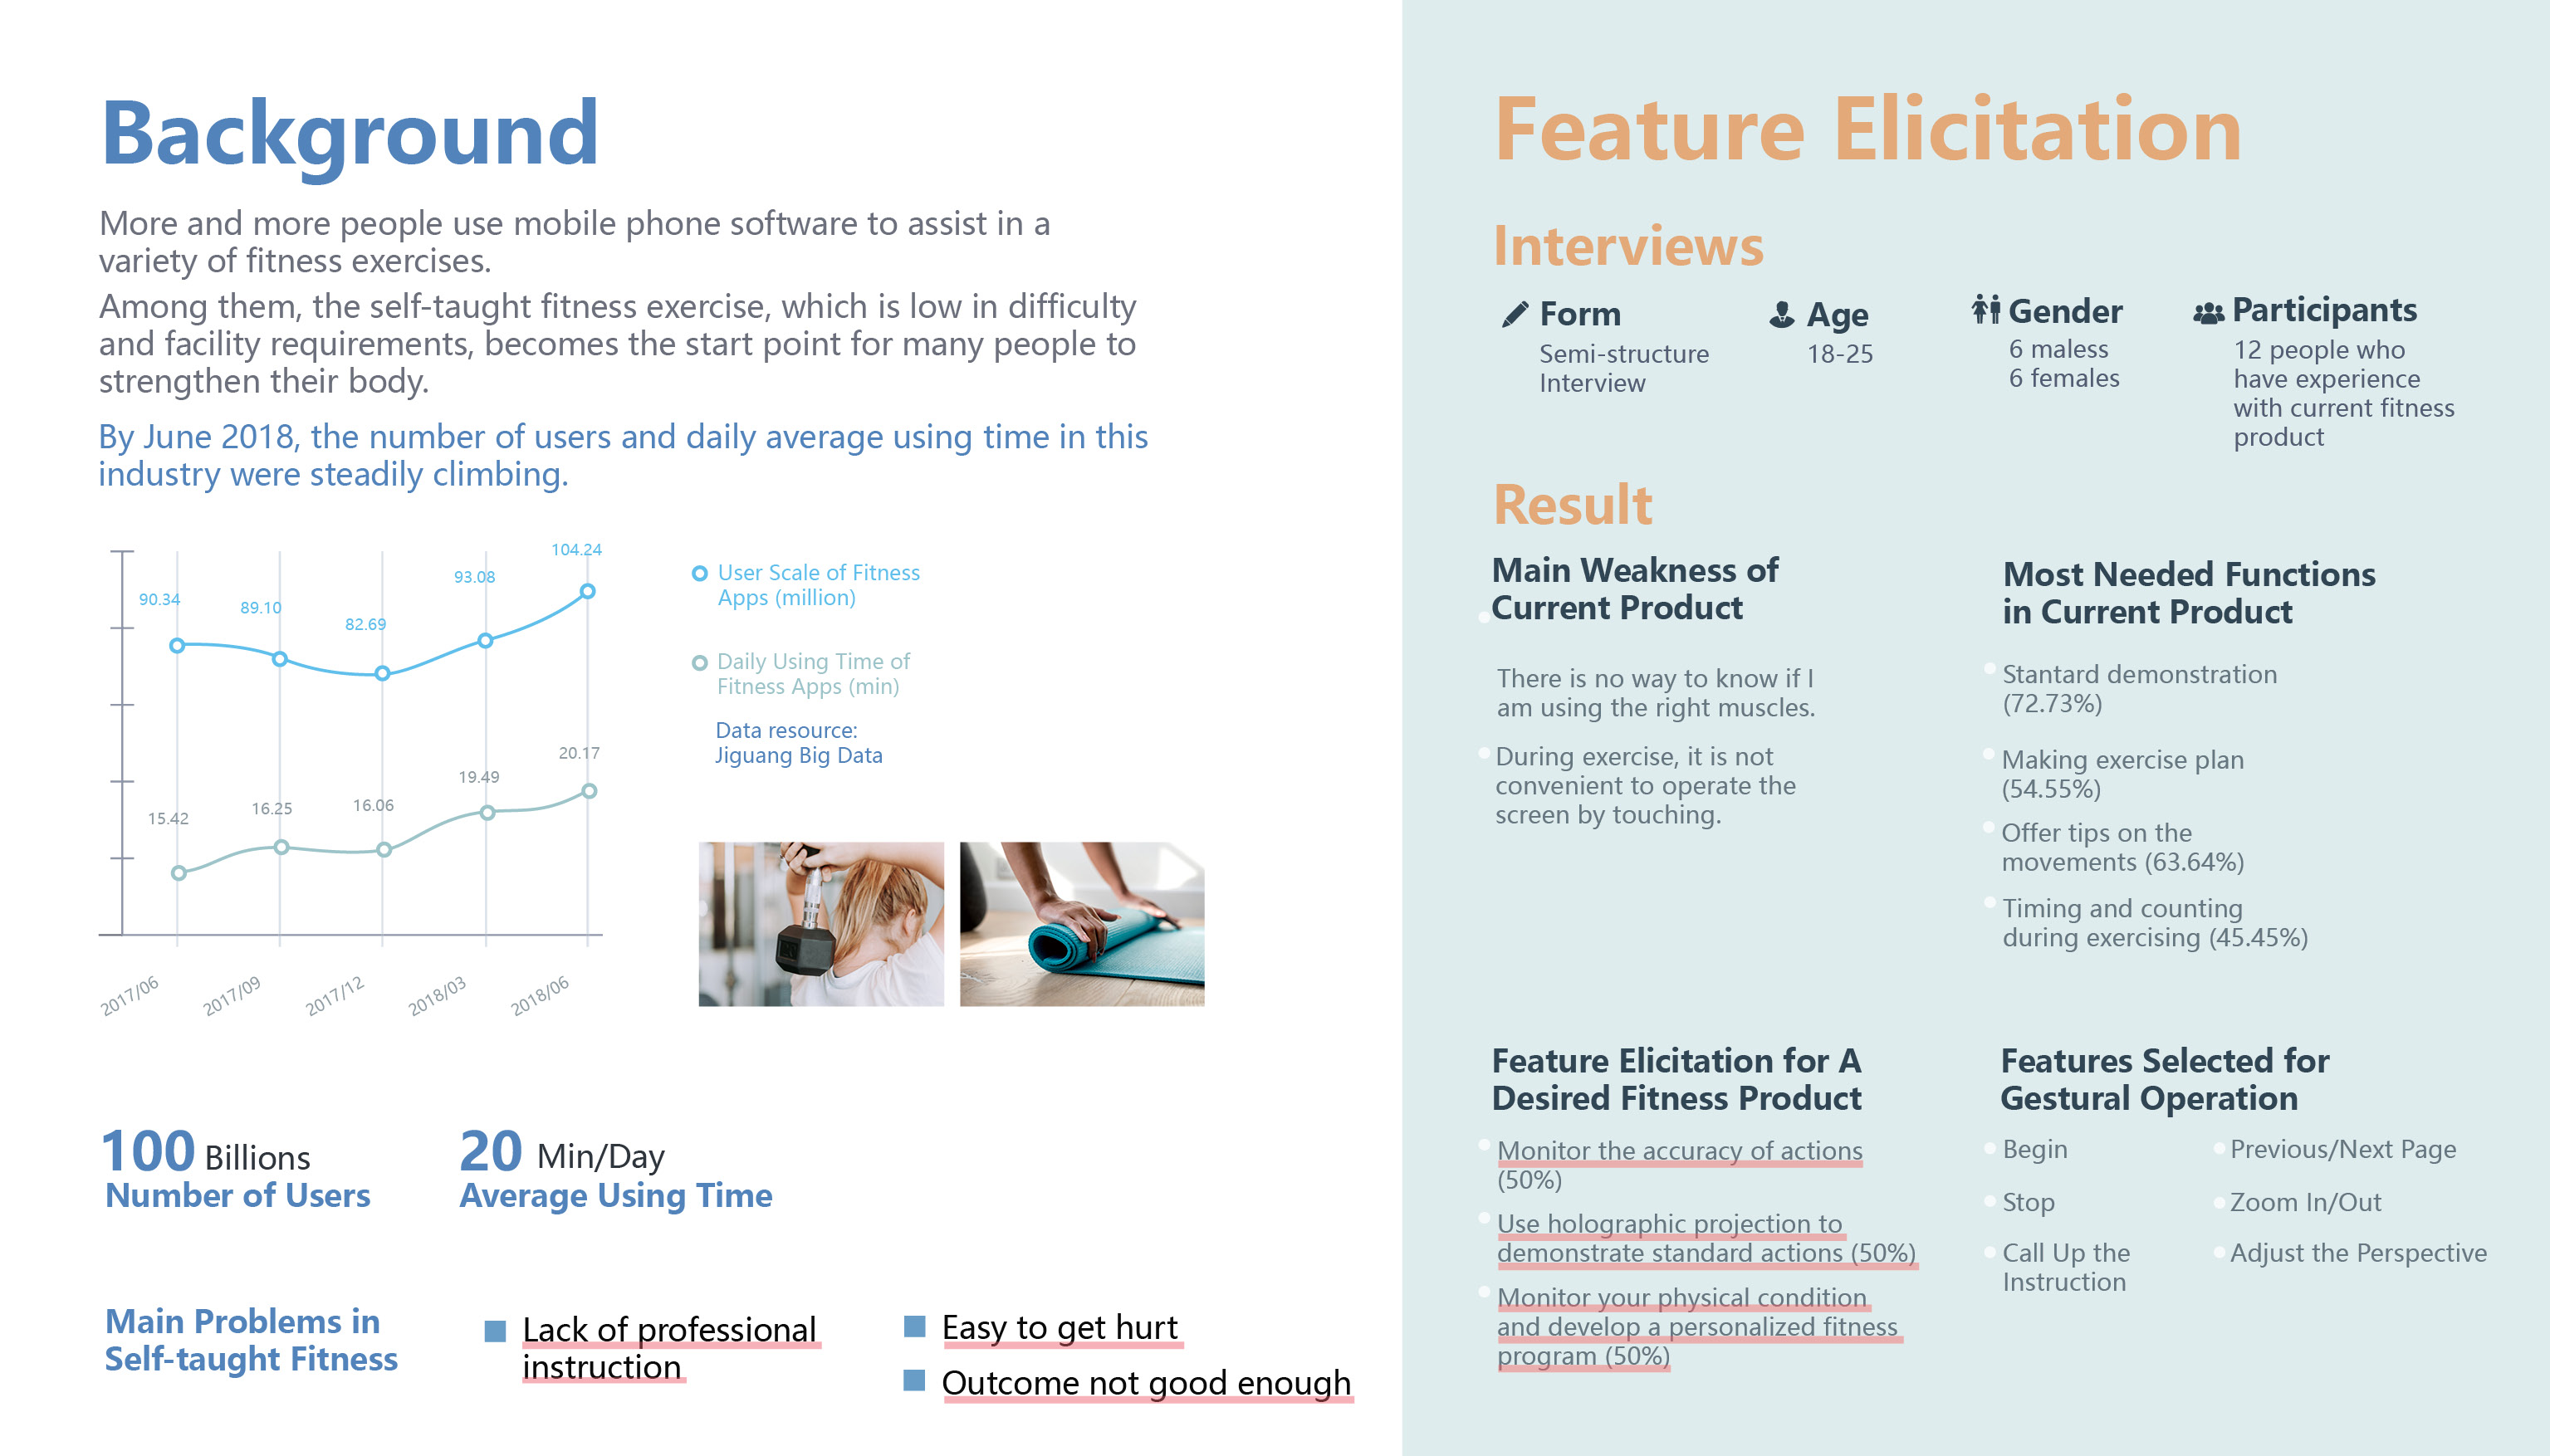 Background
More and more people use mobile phone software to assist in a
variety of fitness exercises.
Among them, the self-taught fitness exercise, which is low in difficulty
and facility requirements, becomes the start point for many people to
strengthen their body.
By June 2018, the number of users and daily average using time in this
industry were steadily climbing.
104.24
93.08
90.34
89.10
82.69
20.17
19.49
16.06
16.25
15.42
2017/06
2017/09
2017/12
2018/03
2018/06
User Scale of Fitness
Apps (million)
Daily Using Time of
Fitness Apps (min)
Data resource:
Jiguang Big Data
100 Billions
Number of Users
20 Min/Day
Average Using Time
Main Problems in
Self-taught Fitness
Lack of professional
instruction
Easy to get hurt
Outcome not good enough
Feature Elicitation
Interviews
Form
Semi-structure
Interview
Age
18-25
Gender
6 maless
6 females
Participants
12 people who
have experience
with current fitness
product
Result
Main Weakness of
Current Product
There is no way to know if I
am using the right muscles.
During exercise, it is not
convenient to operate the
screen by touching.
Most Needed Functions
in Current Product
Stantard demonstration
(72.73%)
Making exercise plan
(54.55%)
Offer tips on the
movements (63.64%)
Timing and counting
during exercising (45.45%)
Feature Elicitation for A
Desired Fitness Product
Monitor the accuracy of actions
(50%)
Use holographic projection to
demonstrate standard actions (50%)
Monitor your physical condition
and develop a personalized fitness
program (50%)
Features Selected for
Gestural Operation
Begin
Stop
Call Up the
Instruction
Previous/Next Page
Zoom In/Out
Adjust the Perspective